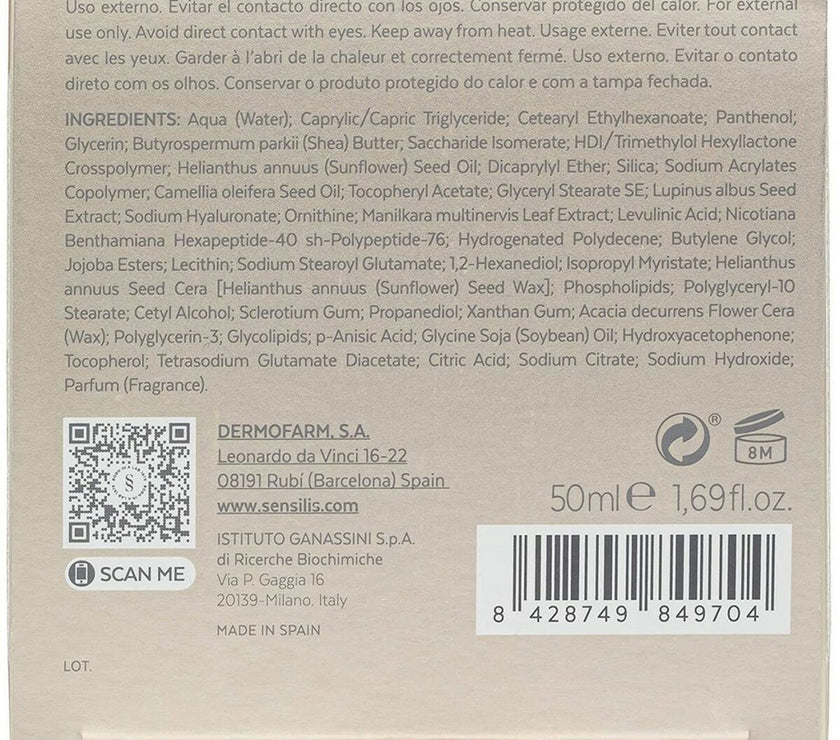 Uso externo. Evitar el contacto directo con los ojos. Conservar protegido del calor. For external
use only. Avoid direct contact with eyes. Keep away from heat. Usage externe. Eviter tout contact
avec les yeux. Garder à l'abri de la chaleur et correctement fermé. Uso externo. Evitar o contato
direto com os olhos. Conservar o produto protegido do calor e com a tampa fechada.
INGREDIENTS: Aqua (Water); Caprylic/Capric Triglyceride; Cetearyl Ethylhexanoate; Panthenol;
Glycerin; Butyrospermum parkii (Shea) Butter; Saccharide Isomerate; HDI/Trimethylol Hexyllactone
Crosspolymer; Helianthus annuus (Sunflower) Seed Oil; Dicaprylyl Ether; Silica; Sodium Acrylates
Copolymer; Camellia oleifera Seed Oil; Tocopheryl Acetate; Glyceryl Stearate SE; Lupinus albus Seed
Extract; Sodium Hyaluronate; Ornithine; Manilkara multinervis Leaf Extract; Levulinic Acid; Nicotiana
Benthamiana Hexapeptide-40 sh-Polypeptide-76; Hydrogenated Polydecene; Butylene Glycol;
Jojoba Esters; Lecithin; Sodium Stearoyl Glutamate; 1,2-Hexanediol; Isopropyl Myristate; Helianthus
annuus Seed Cera [Helianthus annuus (Sunflower) Seed Wax]; Phospholipids; Polyglyceryl-10
Stearate; Cetyl Alcohol; Sclerotium Gum; Propanediol; Xanthan Gum; Acacia decurrens Flower Cera
(Wax); Polyglycerin-3; Glycolipids; p-Anisic Acid; Glycine Soja (Soybean) Oil; Hydroxyacetophenone;
Tocopherol; Tetrasodium Glutamate Diacetate; Citric Acid; Sodium Citrate; Sodium Hydroxide;
Parfum (Fragrance).
SCAN ME
DERMOFARM, S.A.
Leonardo da Vinci 16-22
08191 Rubí (Barcelona) Spain
www.sensilis.com
ISTITUTO GANASSINI S.p.A.
di Ricerche Biochimiche
Via P. Gaggia 16
20139-Milano. Italy
MADE IN SPAIN
LOT.
®
8M
50ml e 1,69fl.oz.
8 428749 849704